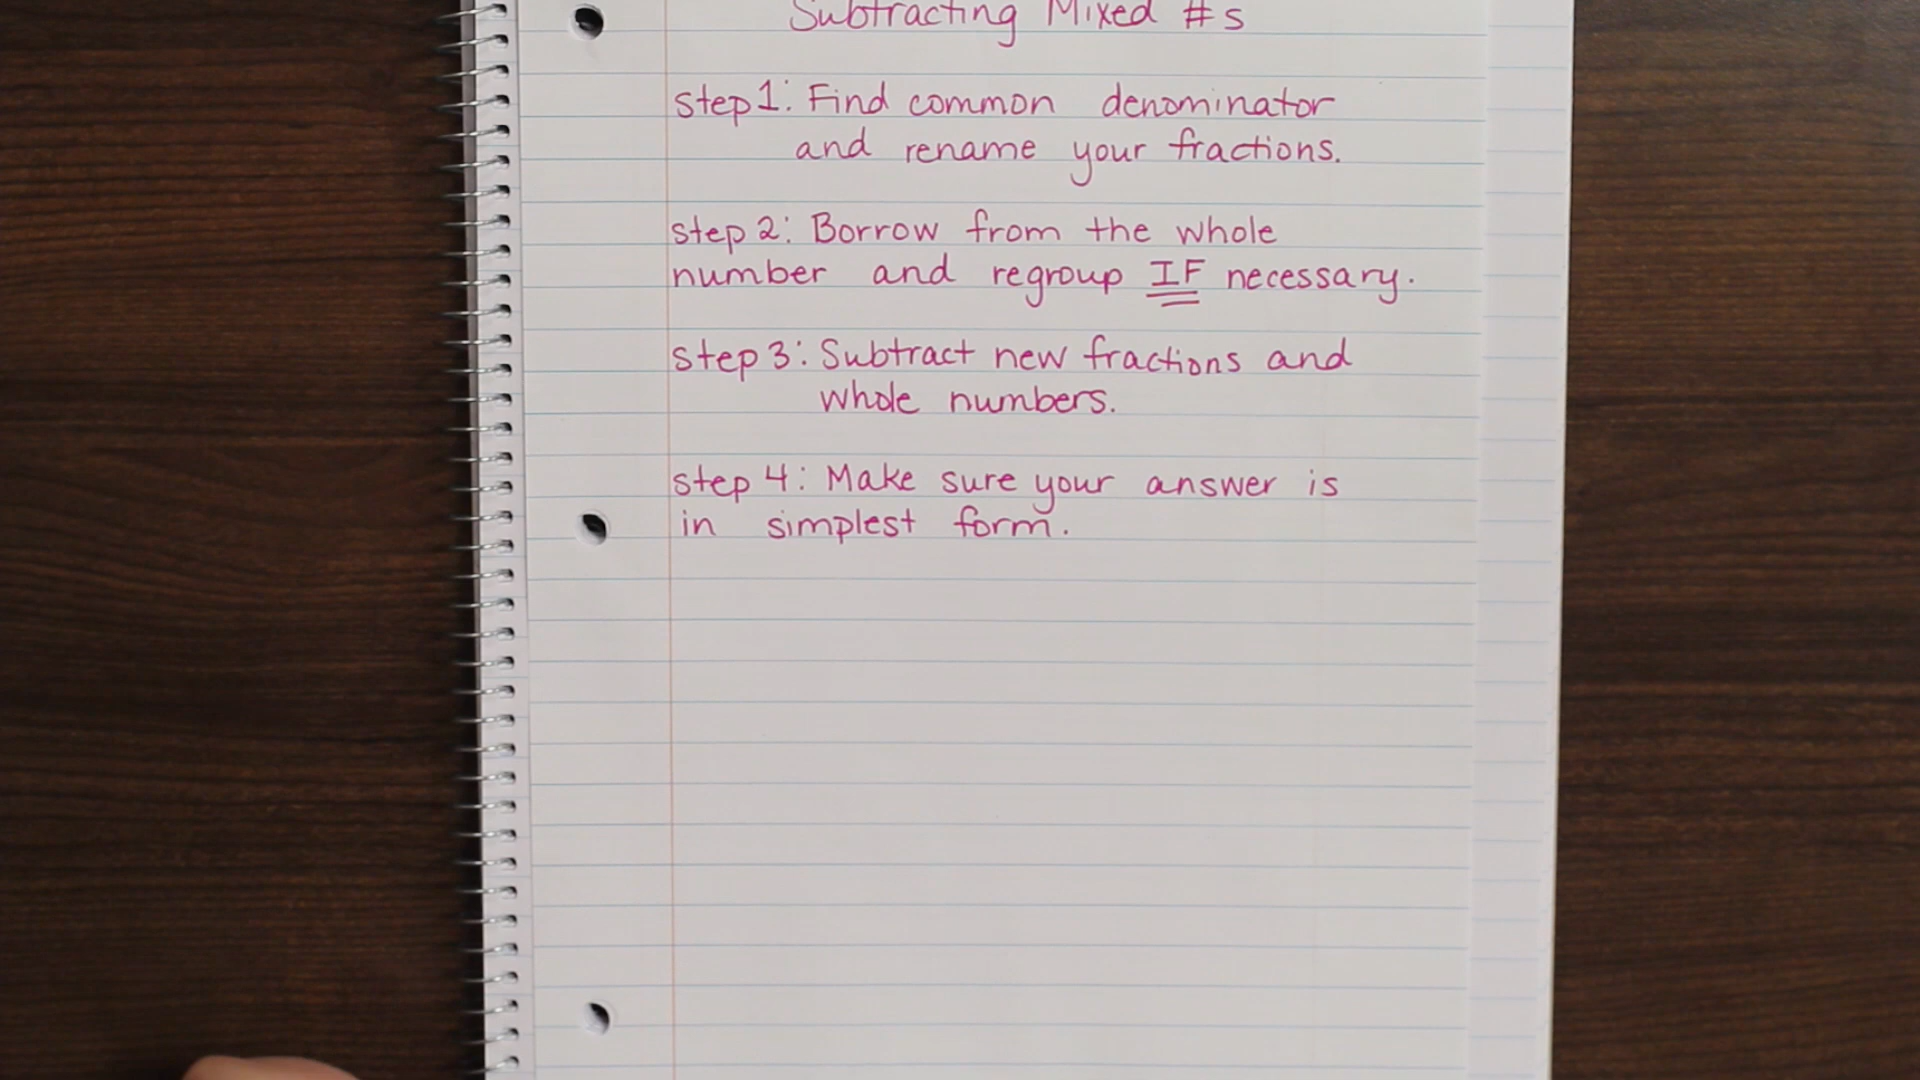 Subtracting Mixed #s
step 1: Find common denominator
and rename your fractions.
step 2: Borrow from the whole
number and regroup IF necessary.
step 3: Subtract new fractions and
whole numbers.
step 4: Make sure your answer is
in simplest form.